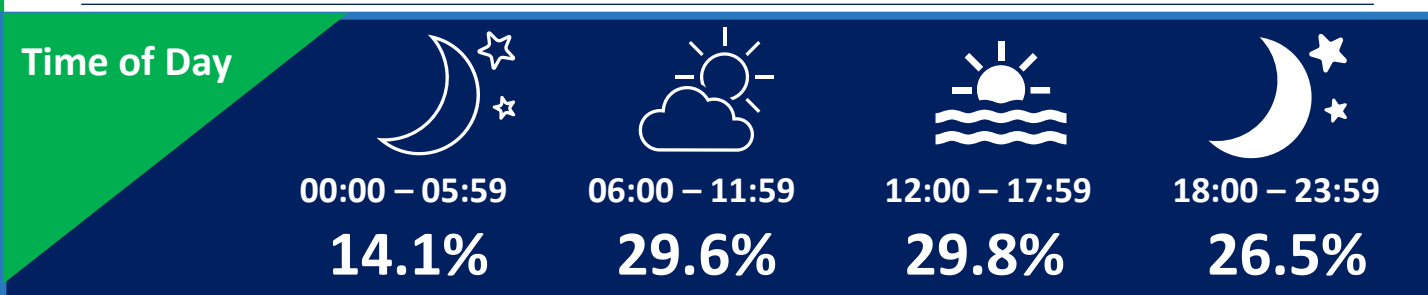 Time of Day
00:00 – 05:59 06:00 – 11:59 12:00 – 17:59 18:00 – 23:59
14.1% 29.6% 29.8% 26.5%